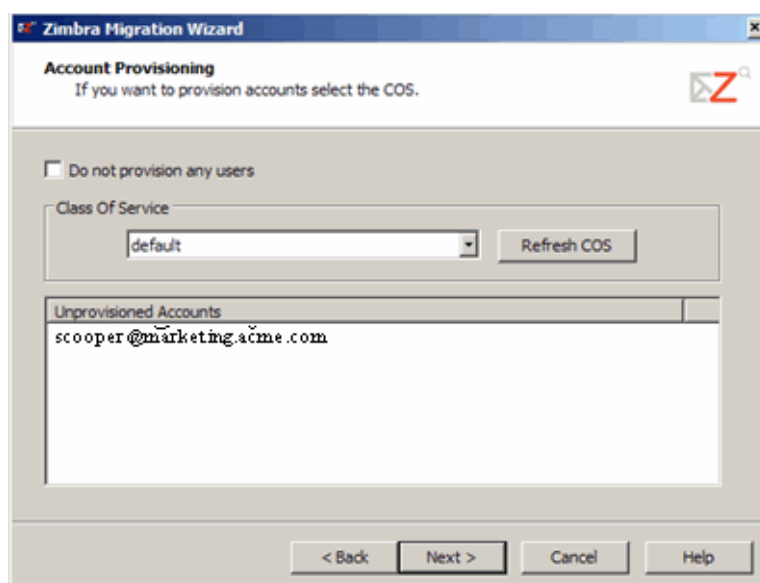 Zimbra Migration Wizard
Account Provisioning
If you want to provision accounts select the COS.
Do not provision any users
Class Of Service
default
Refresh COS
Unprovisioned Accounts
scooper@marketing.acme.com
< Back
Next >
Cancel
Help